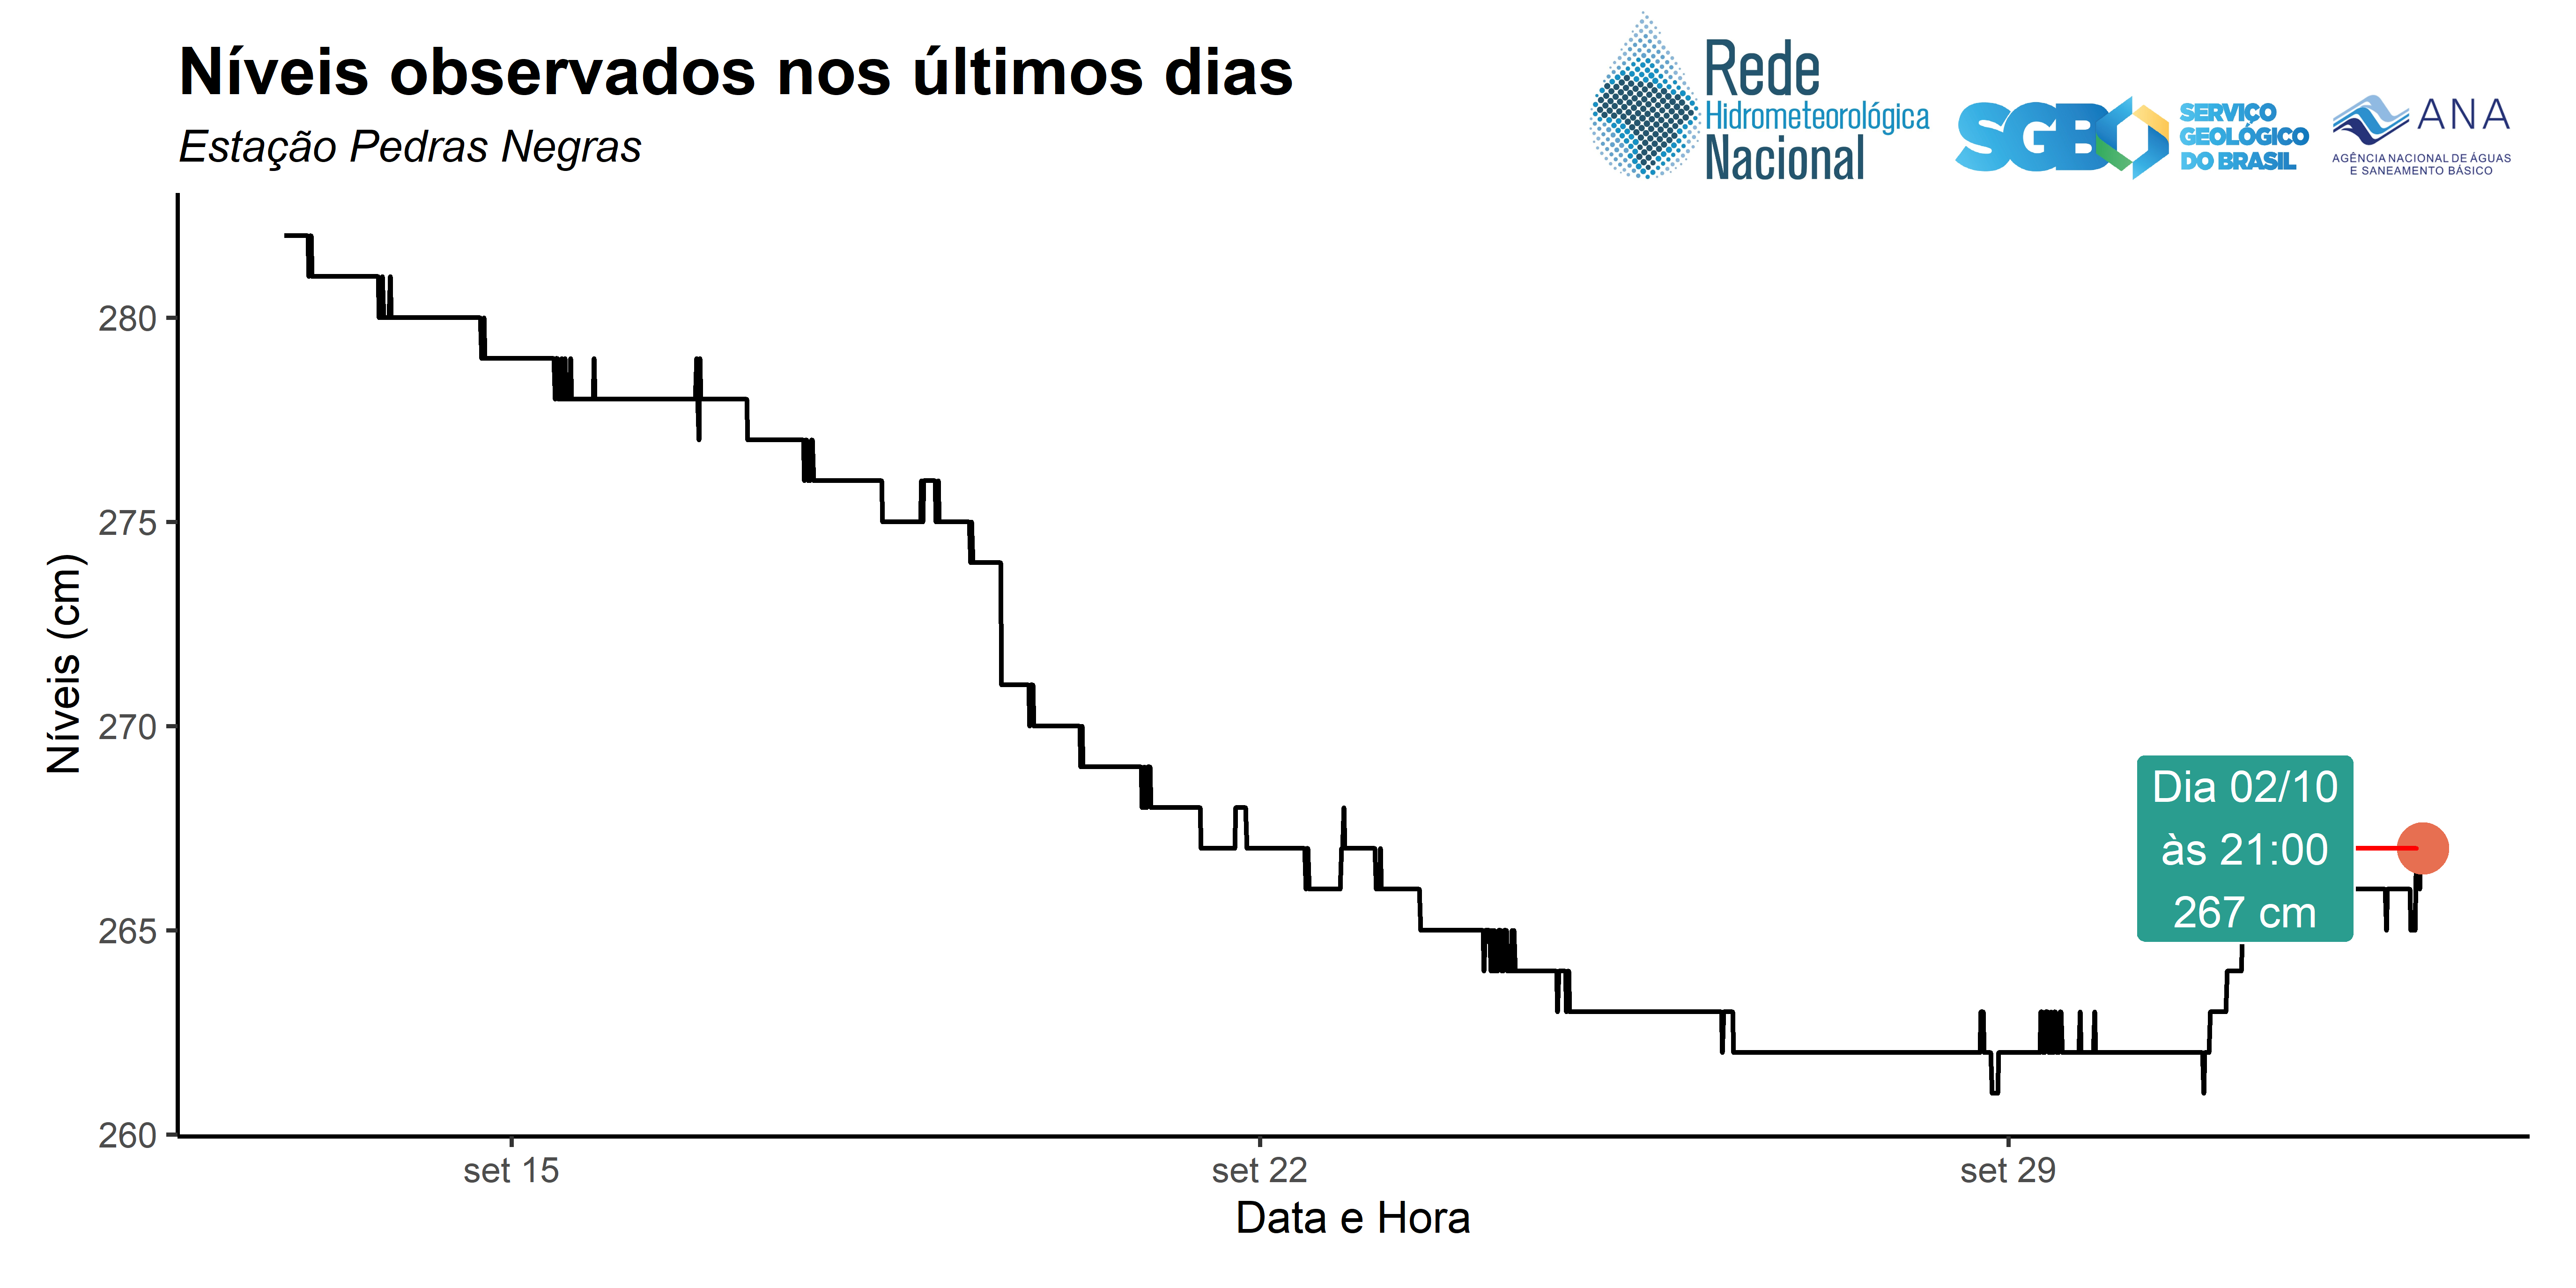 Níveis observados nos últimos dias
Estação Pedras Negras
Rede
Hidrometeorológica
Nacional
SGB
SERVIÇO
GEOLÓGICO
DO BRASIL
ANA
AGÊNCIA NACIONAL DE ÁGUAS
E SANEAMENTO BÁSICO
Níveis (cm)
280
275
270
265
260
Dia 02/10
às 21:00
267 cm
set 15
set 22
set 29
Data e Hora